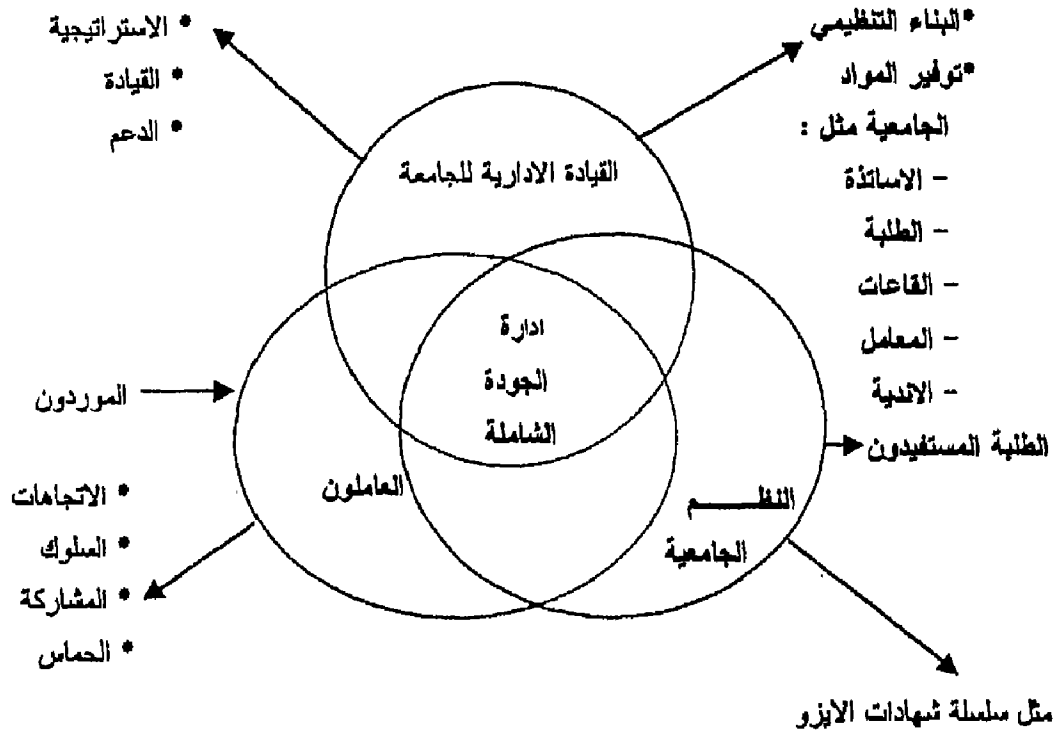 *البناء التنظيمي
*توفير المواد
الجامعية مثل :
- الاساتذة
- الطلبة
- القاعات
- المعامل
- الاندية
الطلبة المستفيدون
* الاستراتيجية
* القيادة
* الدعم
القيادة الادارية للجامعة
ادارة
الجودة
الشاملة
العاملون
النظـــــم
الجامعية
الموردون
* الاتجاهات
* السلوك
* المشاركة
* الحماس
مثل سلسلة شهادات الايزو